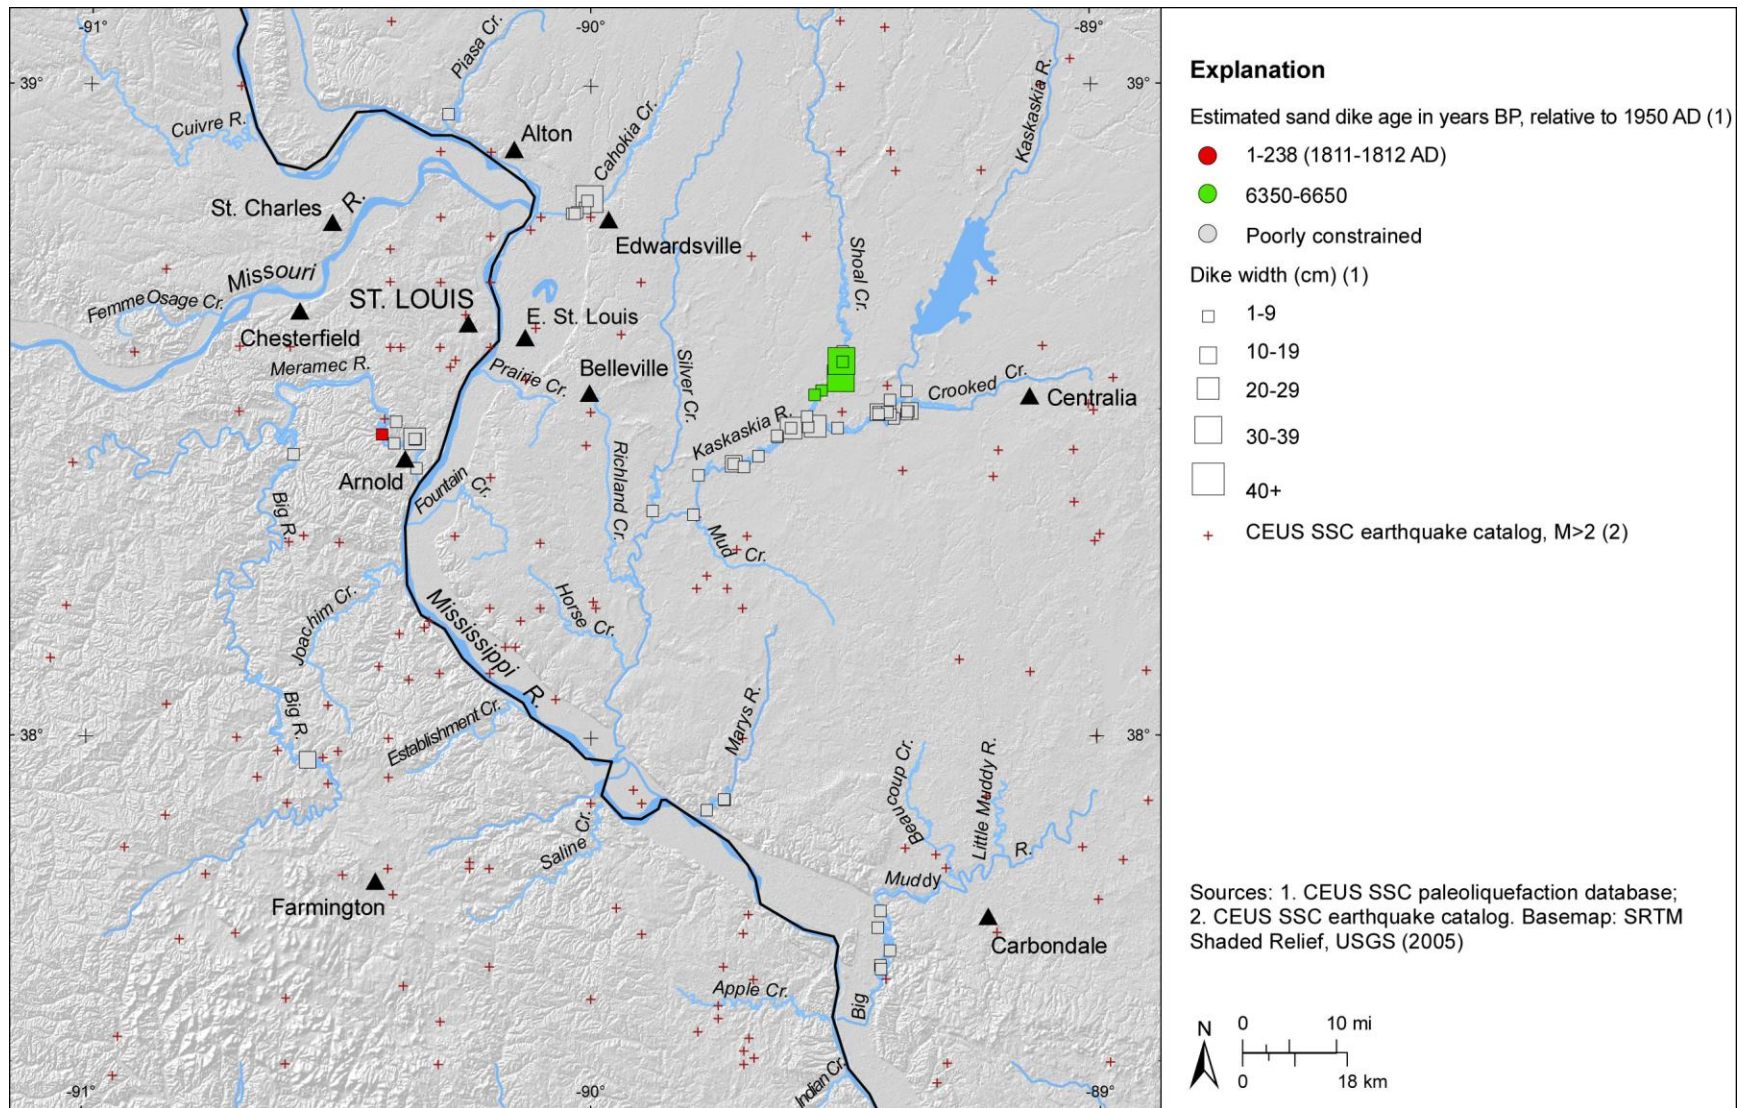 -91°
-90°
-89°
39°
39°
Piasa Cr.
Kaskaskia R.
Cuivre R.
Alton
Cahokia Cr.
St. Charles
R.
Edwardsville
Missouri
Shoal Cr.
Femme Osage Cr.
ST. LOUIS
E. St. Louis
Chesterfield
Meramec R.
Prairie Cr.
Belleville
Silver Cr.
Crooked Cr.
Centralia
Kaskaskia R.
Arnold
Fountain Cr.
Richland Cr.
Big R.
Mud Cr.
Joachim Cr.
Horse Cr.
Mississippi R.
Big R.
Establishment Cr.
Marys R.
38°
38°
Beaucoup Cr.
Little Muddy R.
R.
Saline Cr.
Muddy
Farmington
Carbondale
Apple Cr.
Big
Indian Cr.
-91°
-90°
-89°
Explanation
Estimated sand dike age in years BP, relative to 1950 AD (1)
1-238 (1811-1812 AD)
6350-6650
Poorly constrained
Dike width (cm) (1)
1-9
10-19
20-29
30-39
40+
CEUS SSC earthquake catalog, M>2 (2)
Sources: 1. CEUS SSC paleoliquefaction database;
2. CEUS SSC earthquake catalog. Basemap: SRTM
Shaded Relief, USGS (2005)
N
0 10 mi
0 18 km